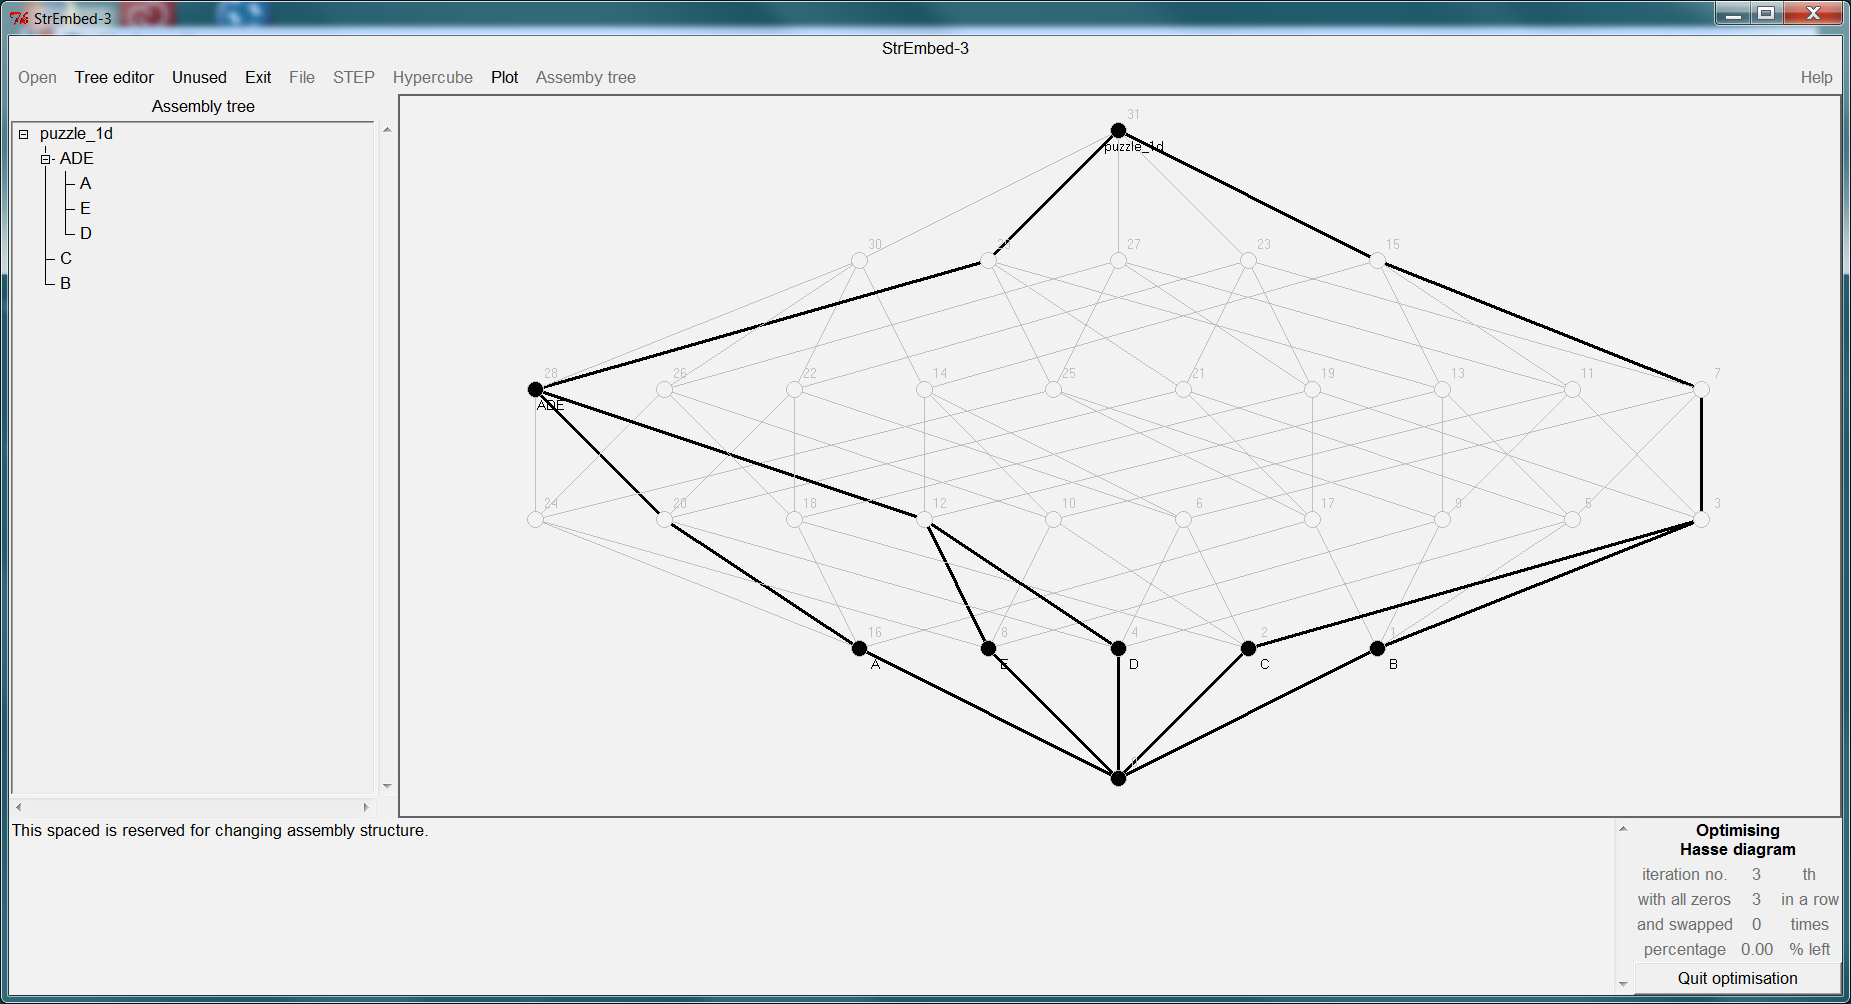 StrEmbed-3
StrEmbed-3
Open Tree editor Unused Exit File STEP Hypercube Plot Assemby tree Help
Assembly tree
puzzle_1d
ADE
A
E
D
C
B
31
puzzle_1d
30 27 23 15
28 26 22 14 25 21 19 13 11 7
ADE
24 20 18 12 10 6 17 9 5 3
16 8 4 2 1
A E D C B
This spaced is reserved for changing assembly structure.
Optimising
Hasse diagram
iteration no. 3 th
with all zeros 3 in a row
and swapped 0 times
percentage 0.00 % left
Quit optimisation